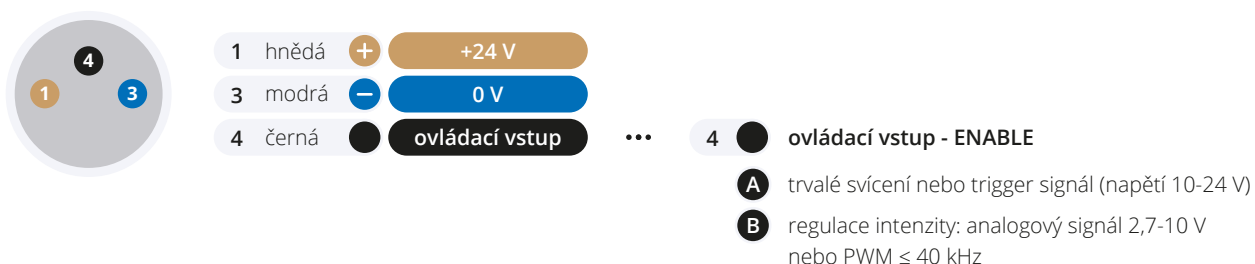 4
1 3
1 hnědá + +24 V
3 modrá − 0 V
4 černá ovládací vstup ••• 4 ovládací vstup - ENABLE
A trvalé svícení nebo trigger signál (napětí 10-24 V)
B regulace intenzity: analogový signál 2,7-10 V
nebo PWM ≤ 40 kHz